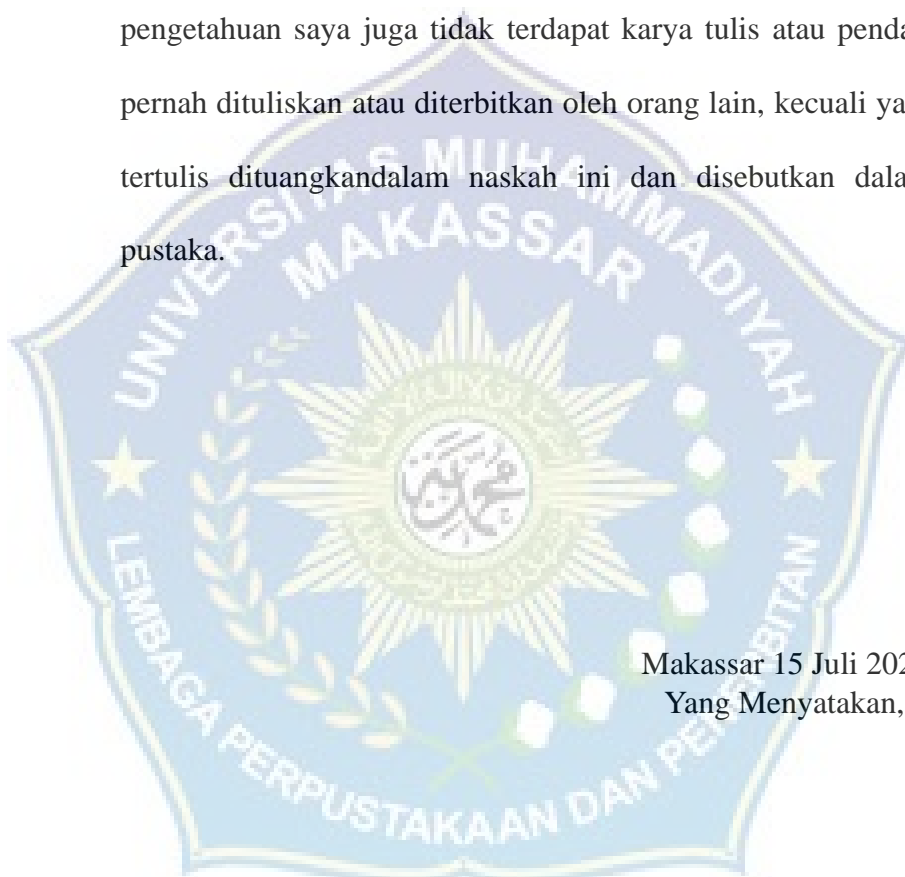 pengetahuan saya juga tidak terdapat karya tulis atau penda
pernah dituliskan atau diterbitkan oleh orang lain, kecuali ya
tertulis dituangkandalam naskah ini dan disebutkan dala
pustaka.
UNIVERSITAS MUHAMMADIYAH
MAKASSAR
Makassar 15 Juli 202
Yang Menyatakan,
LEMBAGA PERPUSTAKAAN DAN PENERBITAN